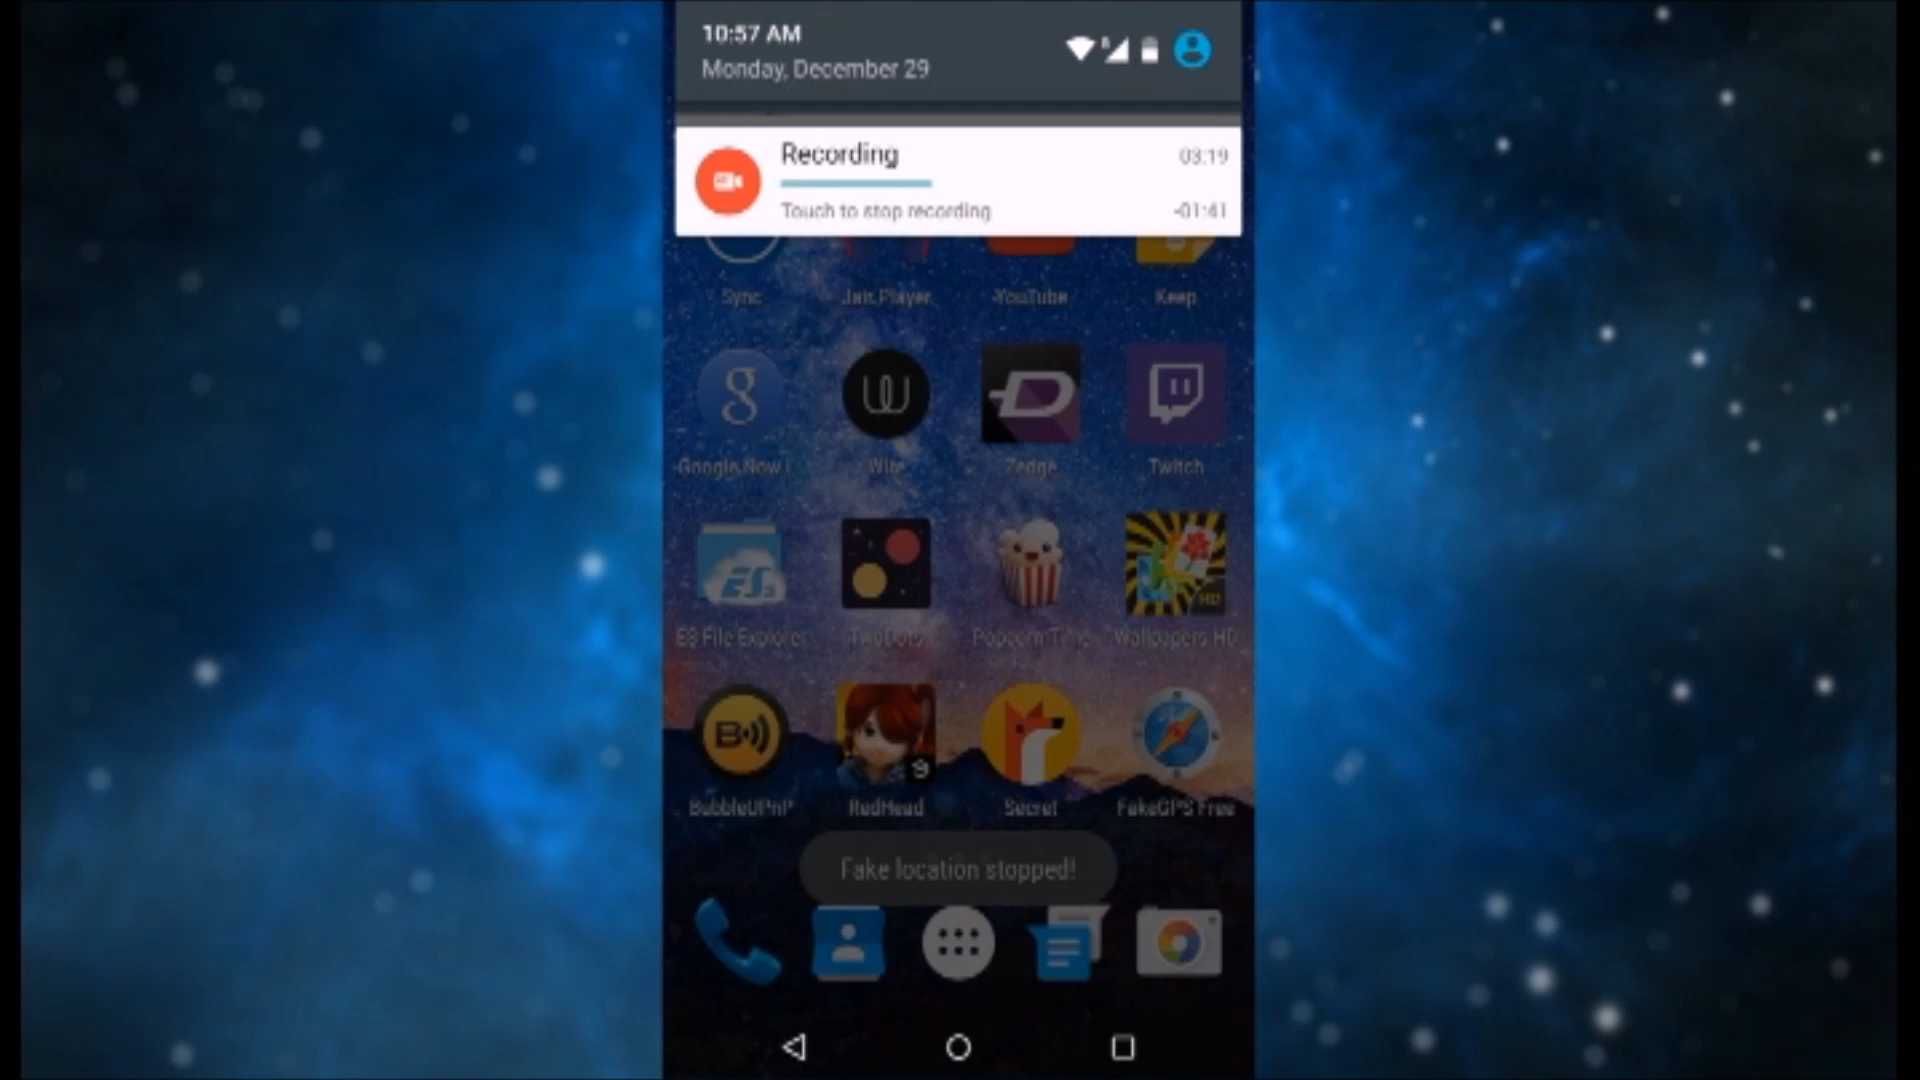 10:57 AM
Monday, December 29
Recording
03:19
Touch to stop recording
-01:41
Sync
YouTube
Keep
Google Now L
Wire
Zedge
Twitch
ES File Explorer
TwoDots
Popcorn Time
Wallpapers HD
HD
BubbleUPnP
RedHead
Secret
FakeGPS Free
Fake location stopped!